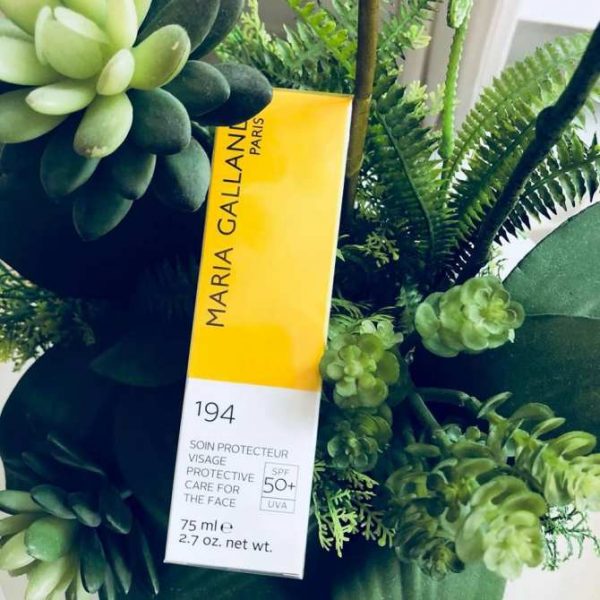 MARIA GALLAND
PARIS
194
SOIN PROTECTEUR
VISAGE
PROTECTIVE
CARE FOR
THE FACE
SPF
50+
UVA
75 ml ℮
2.7 oz. net wt.